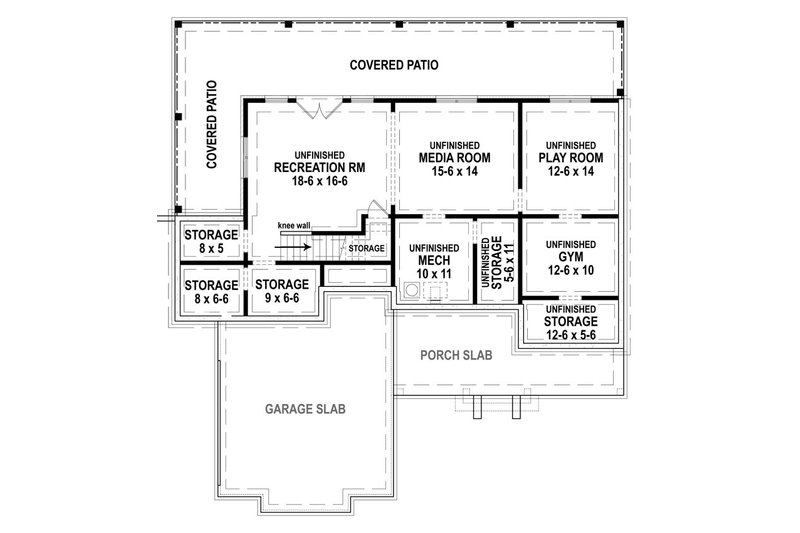 COVERED PATIO
COVERED PATIO
UNFINISHED
RECREATION RM
18-6 x 16-6
UNFINISHED
MEDIA ROOM
15-6 x 14
UNFINISHED
PLAY ROOM
12-6 x 14
knee wall
STORAGE
8 x 5
STORAGE
UNFINISHED
MECH
10 x 11
UNFINISHED
STORAGE
5-6 x 11
UNFINISHED
GYM
12-6 x 10
STORAGE
8 x 6-6
STORAGE
9 x 6-6
UNFINISHED
STORAGE
12-6 x 5-6
PORCH SLAB
GARAGE SLAB